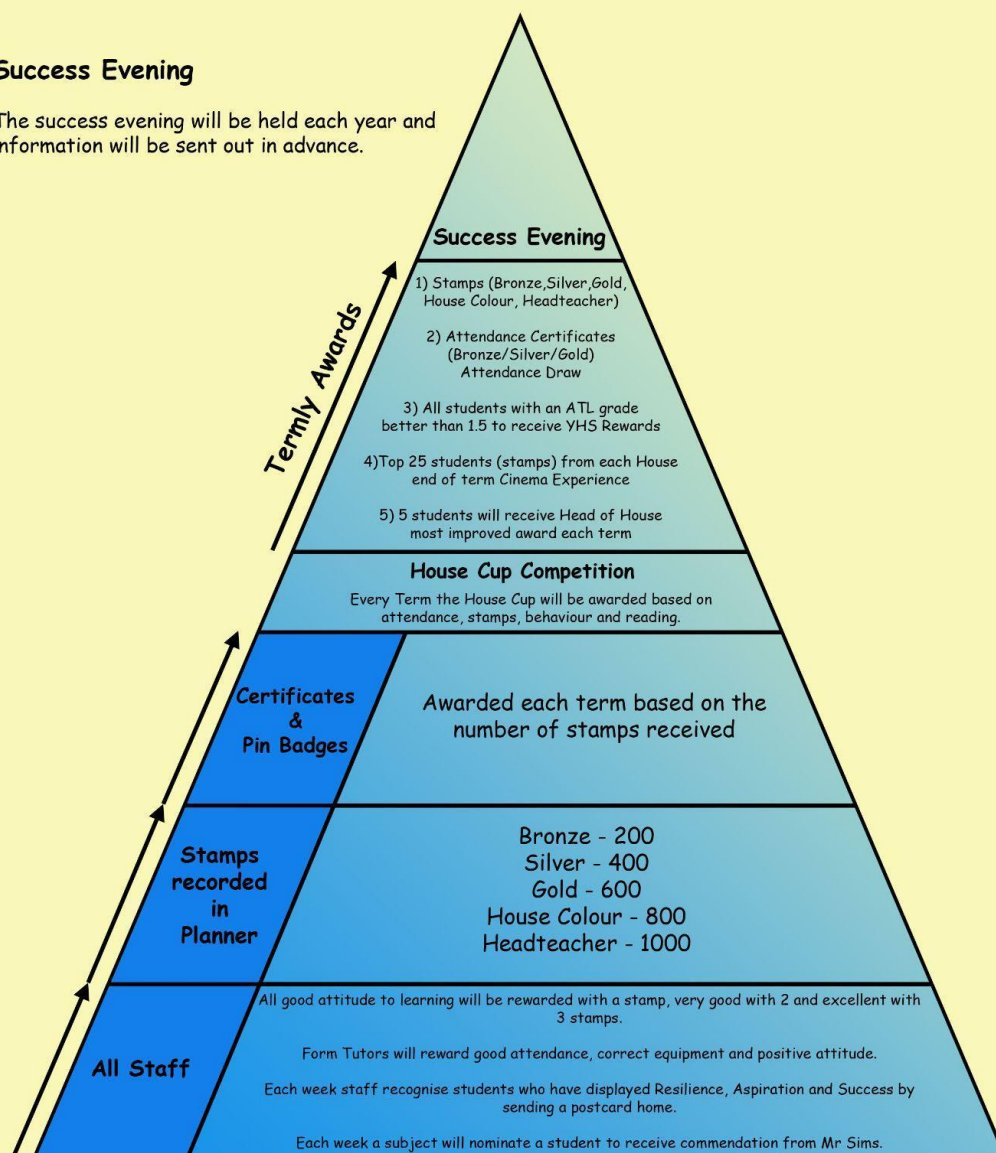 Success Evening
The success evening will be held each year and
information will be sent out in advance.
Success Evening
Termly Awards
1) Stamps (Bronze,Silver,Gold,
House Colour, Headteacher)
2) Attendance Certificates
(Bronze/Silver/Gold)
Attendance Draw
3) All students with an ATL grade
better than 1.5 to receive YHS Rewards
4)Top 25 students (stamps) from each House
end of term Cinema Experience
5) 5 students will receive Head of House
most improved award each term
House Cup Competition
Every Term the House Cup will be awarded based on
attendance, stamps, behaviour and reading.
Certificates
&
Pin Badges
Awarded each term based on the
number of stamps received
Stamps
recorded
in
Planner
Bronze - 200
Silver - 400
Gold - 600
House Colour - 800
Headteacher - 1000
All Staff
All good attitude to learning will be rewarded with a stamp, very good with 2 and excellent with
3 stamps.
Form Tutors will reward good attendance, correct equipment and positive attitude.
Each week staff recognise students who have displayed Resilience, Aspiration and Success by
sending a postcard home.
Each week a subject will nominate a student to receive commendation from Mr Sims.